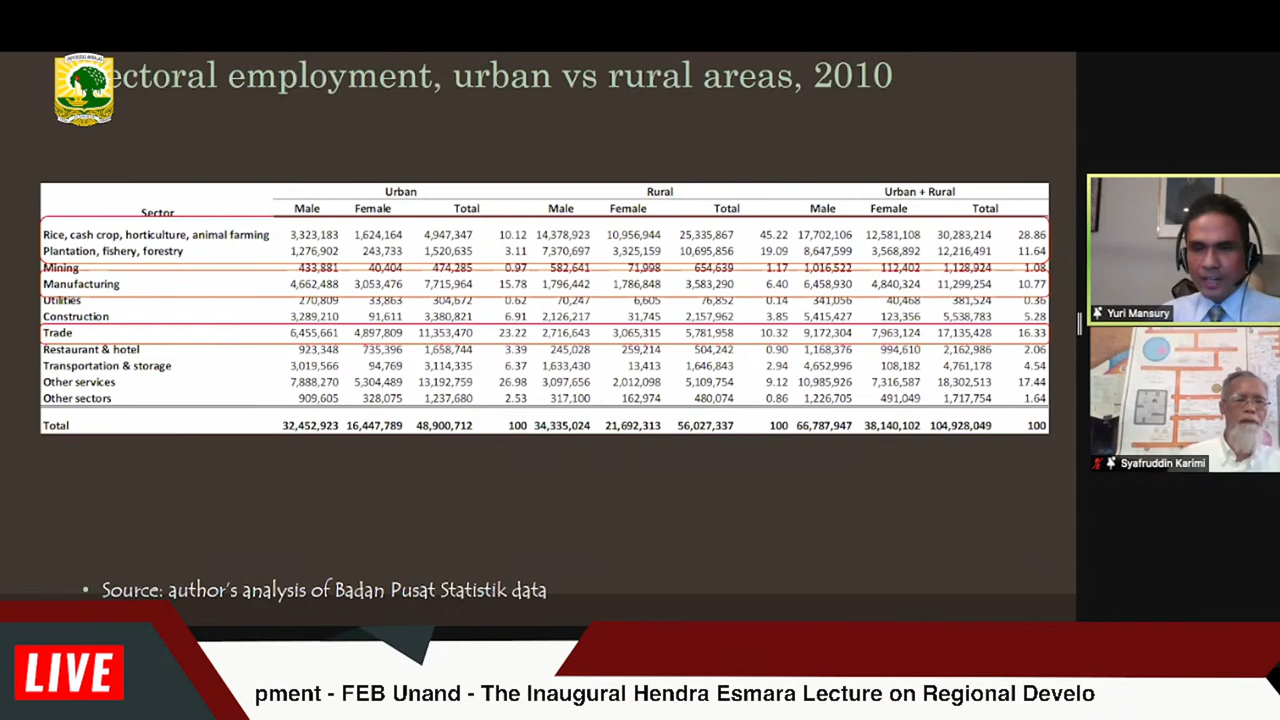 ectoral employment, urban vs rural areas, 2010
Urban Rural Urban + Rural
Sector Male Female Total Male Female Total Male Female Total
Rice, cash crop, horticulture, animal farming 3,323,183 1,624,164 4,947,347 10.12 14,378,923 10,956,944 25,335,867 45.22 17,702,106 12,581,108 30,283,214 28.86
Plantation, fishery, forestry 1,276,902 243,733 1,520,635 3.11 7,370,697 3,325,159 10,695,856 19.09 8,647,599 3,568,892 12,216,491 11.64
Mining 433,881 40,404 474,285 0.97 582,641 71,998 654,639 1.17 1,016,522 112,402 1,128,924 1.08
Manufacturing 4,662,488 3,053,476 7,715,964 15.78 1,796,442 1,786,848 3,583,290 6.40 6,458,930 4,840,324 11,299,254 10.77
Utilities 270,809 33,863 304,672 0.62 70,247 6,605 76,852 0.14 341,056 40,468 381,524 0.36
Construction 3,289,210 91,611 3,380,821 6.91 2,126,217 31,745 2,157,962 3.85 5,415,427 123,356 5,538,783 5.28
Trade 6,455,661 4,897,809 11,353,470 23.22 2,716,643 3,065,315 5,781,958 10.32 9,172,304 7,963,124 17,135,428 16.33
Restaurant & hotel 923,348 735,396 1,658,744 3.39 245,028 259,214 504,242 0.90 1,168,376 994,610 2,162,986 2.06
Transportation & storage 3,019,566 94,769 3,114,335 6.37 1,633,430 13,413 1,646,843 2.94 4,652,996 108,182 4,761,178 4.54
Other services 7,888,270 5,304,489 13,192,759 26.98 3,097,656 2,012,098 5,109,754 9.12 10,985,926 7,316,587 18,302,513 17.44
Other sectors 909,605 328,075 1,237,680 2.53 317,100 162,974 480,074 0.86 1,226,705 491,049 1,717,754 1.64
Total 32,452,923 16,447,789 48,900,712 100 34,335,024 21,692,313 56,027,337 100 66,787,947 38,140,102 104,928,049 100
• Source: author's analysis of Badan Pusat Statistik data
Yuri Mansury
Syafruddin Karimi
LIVE
pment - FEB Unand - The Inaugural Hendra Esmara Lecture on Regional Develo